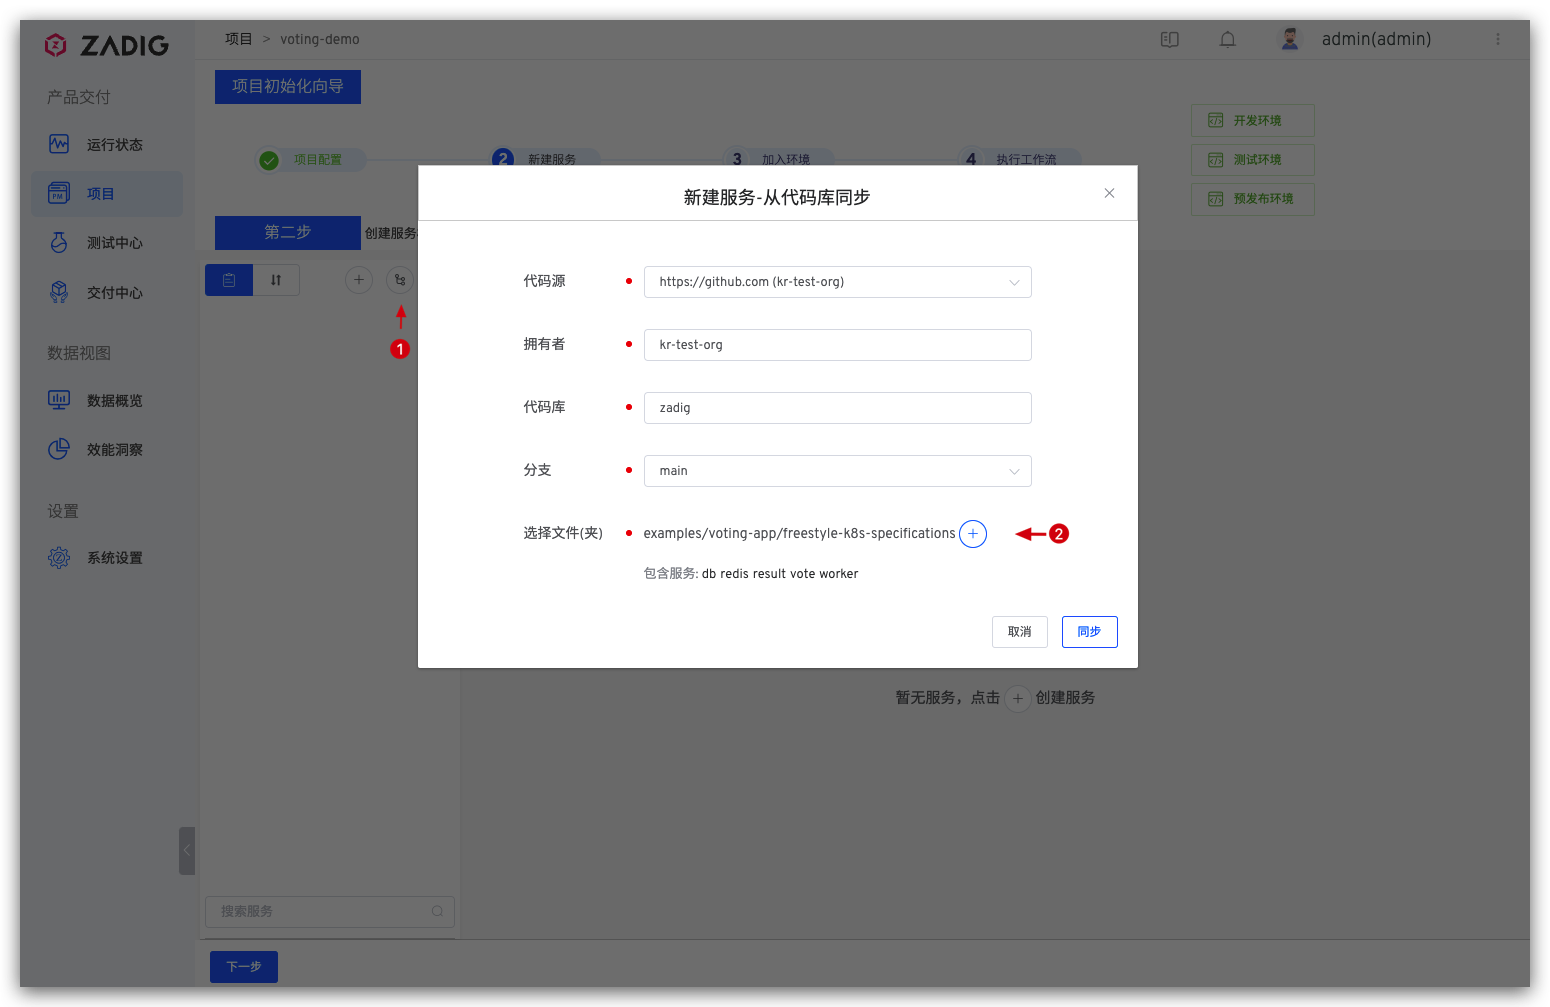 ZADIG
项目 > voting-demo
admin(admin)
产品交付
运行状态
项目
测试中心
交付中心
数据视图
数据概览
效能洞察
设置
系统设置
项目初始化向导
项目配置
2 新建服务
3 加入环境
4 执行工作流
开发环境
测试环境
预发布环境
第二步 创建服务
1
新建服务-从代码库同步
代码源 https://github.com (kr-test-org)
拥有者 kr-test-org
代码库 zadig
分支 main
选择文件(夹) examples/voting-app/freestyle-k8s-specifications
2
包含服务: db redis result vote worker
取消 同步
暂无服务，点击 + 创建服务
搜索服务
下一步